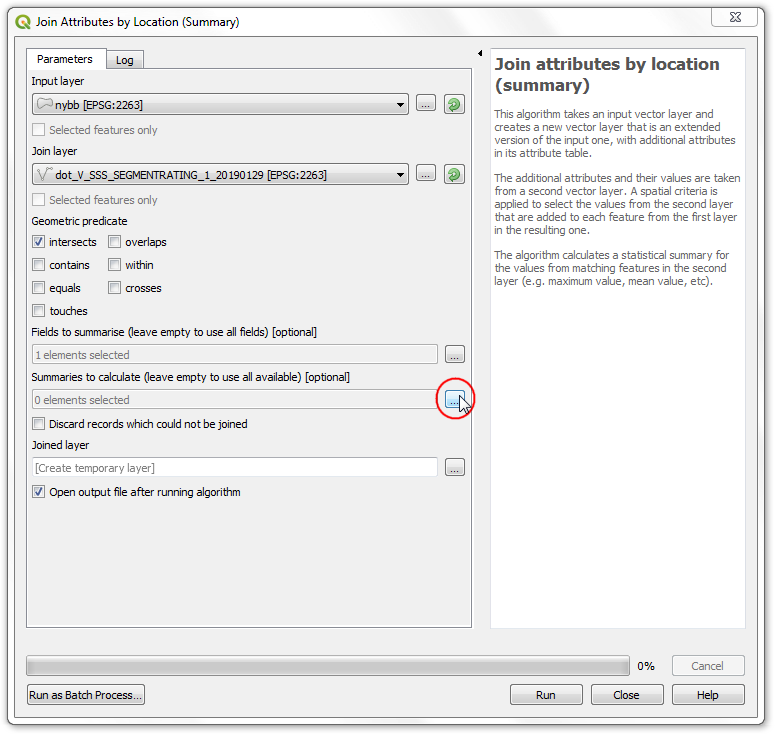 Join Attributes by Location (Summary)
Parameters
Log
Input layer
nybb [EPSG:2263]
...
Selected features only
Join layer
dot_V_SSS_SEGMENTRATING_1_20190129 [EPSG:2263]
...
Selected features only
Geometric predicate
intersects
overlaps
contains
within
equals
crosses
touches
Fields to summarise (leave empty to use all fields) [optional]
1 elements selected
...
Summaries to calculate (leave empty to use all available) [optional]
0 elements selected
...
Discard records which could not be joined
Joined layer
[Create temporary layer]
...
Open output file after running algorithm
Join attributes by location
(summary)
This algorithm takes an input vector layer and
creates a new vector layer that is an extended
version of the input one, with additional attributes
in its attribute table.
The additional attributes and their values are taken
from a second vector layer. A spatial criteria is
applied to select the values from the second layer
that are added to each feature from the first layer
in the resulting one.
The algorithm calculates a statistical summary for
the values from matching features in the second
layer (e.g. maximum value, mean value, etc).
0%
Cancel
Run as Batch Process...
Run
Close
Help